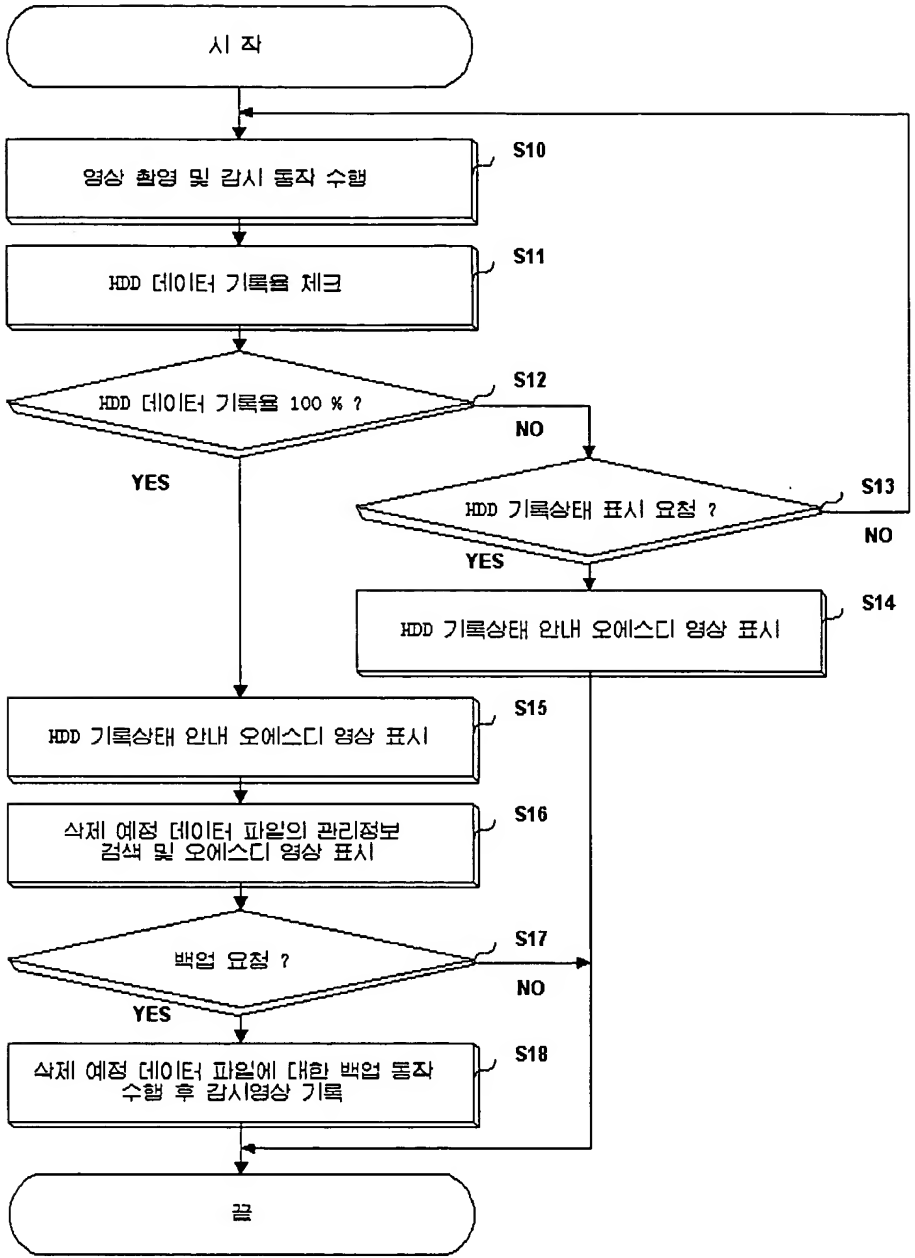 시 작
영상 촬영 및 감시 동작 수행
S10
HDD 데이터 기록율 체크
S11
HDD 데이터 기록율 100 % ?
S12
NO
YES
HDD 기록상태 표시 요청 ?
S13
NO
YES
HDD 기록상태 안내 오에스디 영상 표시
S14
HDD 기록상태 안내 오에스디 영상 표시
S15
삭제 예정 데이터 파일의 관리정보
검색 및 오에스디 영상 표시
S16
백업 요청 ?
S17
NO
YES
삭제 예정 데이터 파일에 대한 백업 동작
수행 후 감시영상 기록
S18
끝